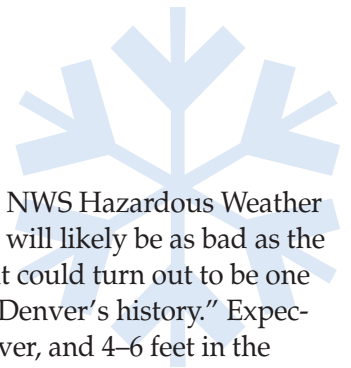 NWS Hazardous Weather
will likely be as bad as the
t could turn out to be one
Denver’s history.” Expec-
ver, and 4–6 feet in the